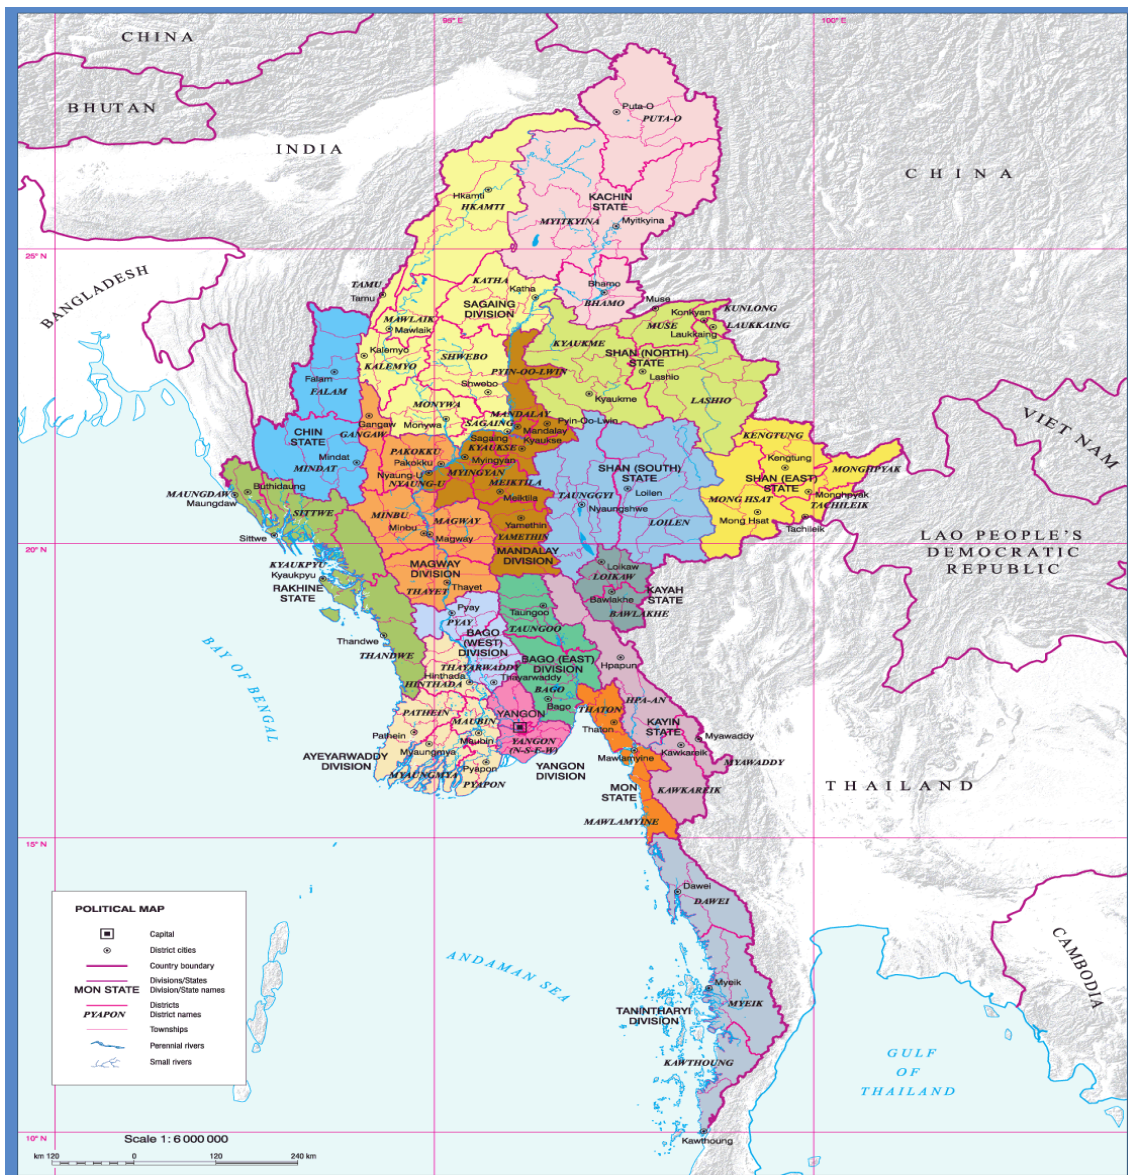 95° E
100° E
CHINA
BHUTAN
INDIA
CHINA
Puta-O
PUTA-O
Hkamti
HKAMTI
KACHIN
STATE
MYITKYINA
Myitkyina
25° N
BANGLADESH
TAMU
Tamu
KATHA
Katha
SAGAING
DIVISION
Bhamo
BHAMO
MAWLAIK
Mawlaik
Muse
Konkyan
KUNLONG
MUSE
LAUKKAING
Laukkaing
Kalemyo
KALEMYO
SHWEBO
KYAUKME
SHAN (NORTH)
STATE
Falam
FALAM
PYIN-OO-LWIN
Lashio
LASHIO
Shwebo
Kyaukme
MONYWA
Monywa
Gangaw
GANGAW
MANDALAY
Pyin-Oo-Lwin
SAGAING
Mandalay
Sagaing
Kyaukse
KYAUKSE
CHIN
STATE
Mindat
MINDAT
PAKOKKU
Pakokku
Myingyan
MYINGYAN
Nyaung-U
NYAUNG-U
MEIKTILA
Meiktila
SHAN (SOUTH)
STATE
TAUNGGYI
Loilen
Nyaungshwe
LOILEN
KENGTUNG
Kengtung
MONGHPYAK
SHAN (EAST)
STATE
MONG HSAT
Monghpyak
TACHILEIK
Mong Hsat
Tachileik
VIET NAM
MAUNGDAW
Maungdaw
Buthidaung
SITTWE
Sittwe
MINBU
Minbu
MAGWAY
Magway
Yamethin
YAMETHIN
MANDALAY
DIVISION
20° N
LAO PEOPLE'S
DEMOCRATIC
REPUBLIC
KYAUKPYU
Kyaukpyu
RAKHINE
STATE
MAGWAY
DIVISION
THAYET
Thayet
Loikaw
LOIKAW
KAYAH
STATE
Bawlakhe
BAWLAKHE
Pyay
PYAY
Taungoo
TAUNGOO
Thandwe
THANDWE
BAGO
(WEST)
DIVISION
BAGO (EAST)
DIVISION
THAYARWADDY
Thayarwaddy
Hinthada
HINTHADA
Hpapun
BAGO
Bago
HPA-AN
BAY OF BENGAL
PATHEIN
Pathein
MAUBIN
Maubin
YANGON
YANGON
(N-S-E-W)
YANGON
DIVISION
THATON
Thaton
KAYIN
STATE
Myawaddy
Kawkareik
MYAWADDY
Mawlamyine
KAWKAREIK
AYEYARWADDY
DIVISION
Myaungmya
MYAUNGMYA
Pyapon
PYAPON
MON
STATE
MAWLAMYINE
THAILAND
15° N
Dawei
DAWEI
ANDAMAN SEA
Myeik
MYEIK
TANINTHARYI
DIVISION
KAWTHOUNG
Kawthoung
CAMBODIA
GULF
OF
THAILAND
POLITICAL MAP
Capital
District cities
Country boundary
Divisions/States
MON STATE Division/State names
Districts
PYAPON District names
Townships
Perennial rivers
Small rivers
10° N
Scale 1: 6 000 000
km 120 0 120 240 km